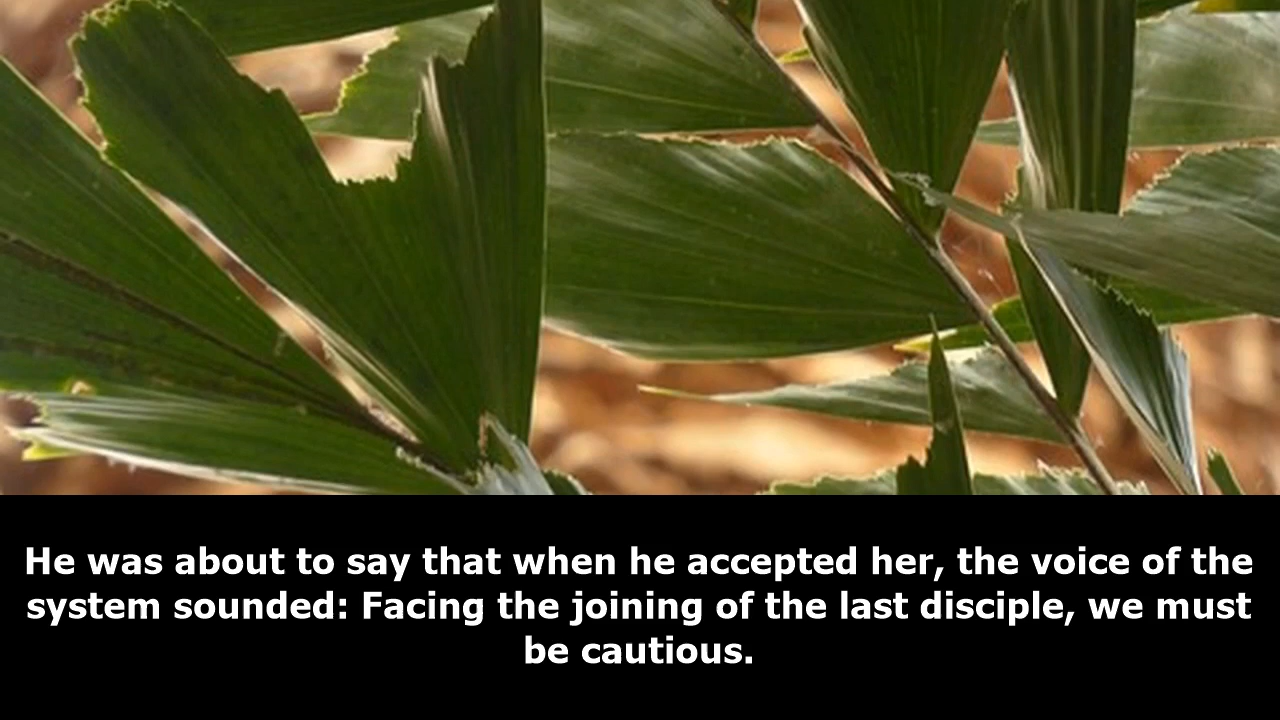 He was about to say that when he accepted her, the voice of the
system sounded: Facing the joining of the last disciple, we must
be cautious.